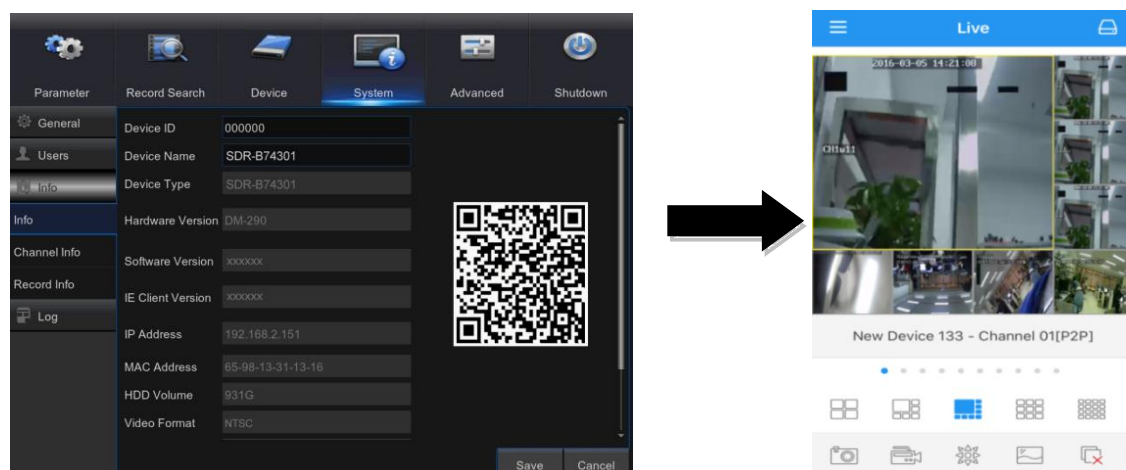 Parameter Record Search Device System Advanced Shutdown
General
Users
Info
Info
Channel Info
Record Info
Log
Device ID 000000
Device Name SDR-B74301
Device Type SDR-B74301
Hardware Version DM-290
Software Version xxxxxx
IE Client Version xxxxxx
IP Address 192.168.2.151
MAC Address 65-98-13-31-13-16
HDD Volume 931G
Video Format NTSC
Save Cancel
Live
2016-03-05 14:21:08
New Device 133 - Channel 01[P2P]